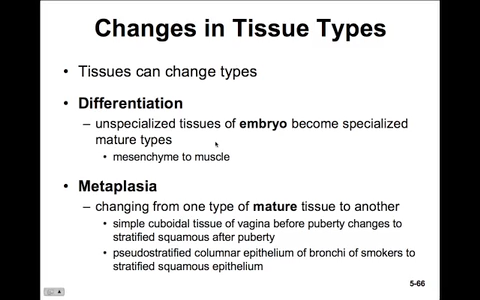 Changes in Tissue Types
• Tissues can change types
• Differentiation
– unspecialized tissues of embryo become specialized
mature types
• mesenchyme to muscle
• Metaplasia
– changing from one type of mature tissue to another
• simple cuboidal tissue of vagina before puberty changes to
stratified squamous after puberty
• pseudostratified columnar epithelium of bronchi of smokers to
stratified squamous epithelium
5-66